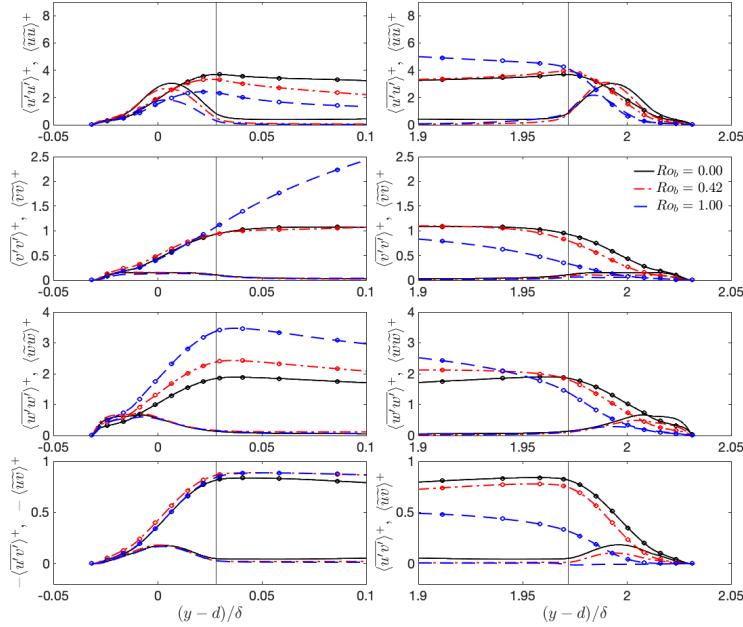 ⟨u′u′⟩⁺, ⟨ũũ⟩⁺
8
6
4
2
0
-0.05 0 0.05 0.1
⟨u′u′⟩⁺, ⟨ũũ⟩⁺
8
6
4
2
0
1.9 1.95 2 2.05
⟨v′v′⟩⁺, ⟨ṽṽ⟩⁺
2.5
2
1.5
1
0.5
0
-0.05 0 0.05 0.1
⟨v′v′⟩⁺, ⟨ṽṽ⟩⁺
2.5
2
1.5
1
0.5
0
1.9 1.95 2 2.05
Ro_b = 0.00
Ro_b = 0.42
Ro_b = 1.00
⟨w′w′⟩⁺, ⟨w̃w̃⟩⁺
4
3
2
1
0
-0.05 0 0.05 0.1
⟨w′w′⟩⁺, ⟨w̃w̃⟩⁺
4
3
2
1
0
1.9 1.95 2 2.05
−⟨u′v′⟩⁺, −⟨ũṽ⟩⁺
1
0.5
0
-0.05 0 0.05 0.1
(y − d)/δ
⟨u′v′⟩⁺, ⟨ũṽ⟩⁺
1
0.5
0
1.9 1.95 2 2.05
(y − d)/δ